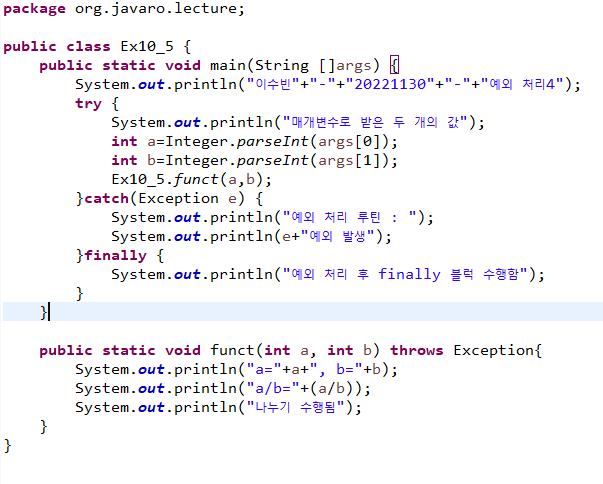 package org.javaro.lecture;
public class Ex10_5 {
public static void main(String []args) {
System.out.println("이수빈"+"-"+"20221130"+"-"+"예외 처리4");
try {
System.out.println("매개변수로 받은 두 개의 값");
int a=Integer.parseInt(args[0]);
int b=Integer.parseInt(args[1]);
Ex10_5.funct(a,b);
}catch(Exception e) {
System.out.println("예외 처리 루틴 : ");
System.out.println(e+"예외 발생");
}finally {
System.out.println("예외 처리 후 finally 블럭 수행함");
}
}
public static void funct(int a, int b) throws Exception{
System.out.println("a="+a+", b="+b);
System.out.println("a/b="+(a/b));
System.out.println("나누기 수행됨");
}
}